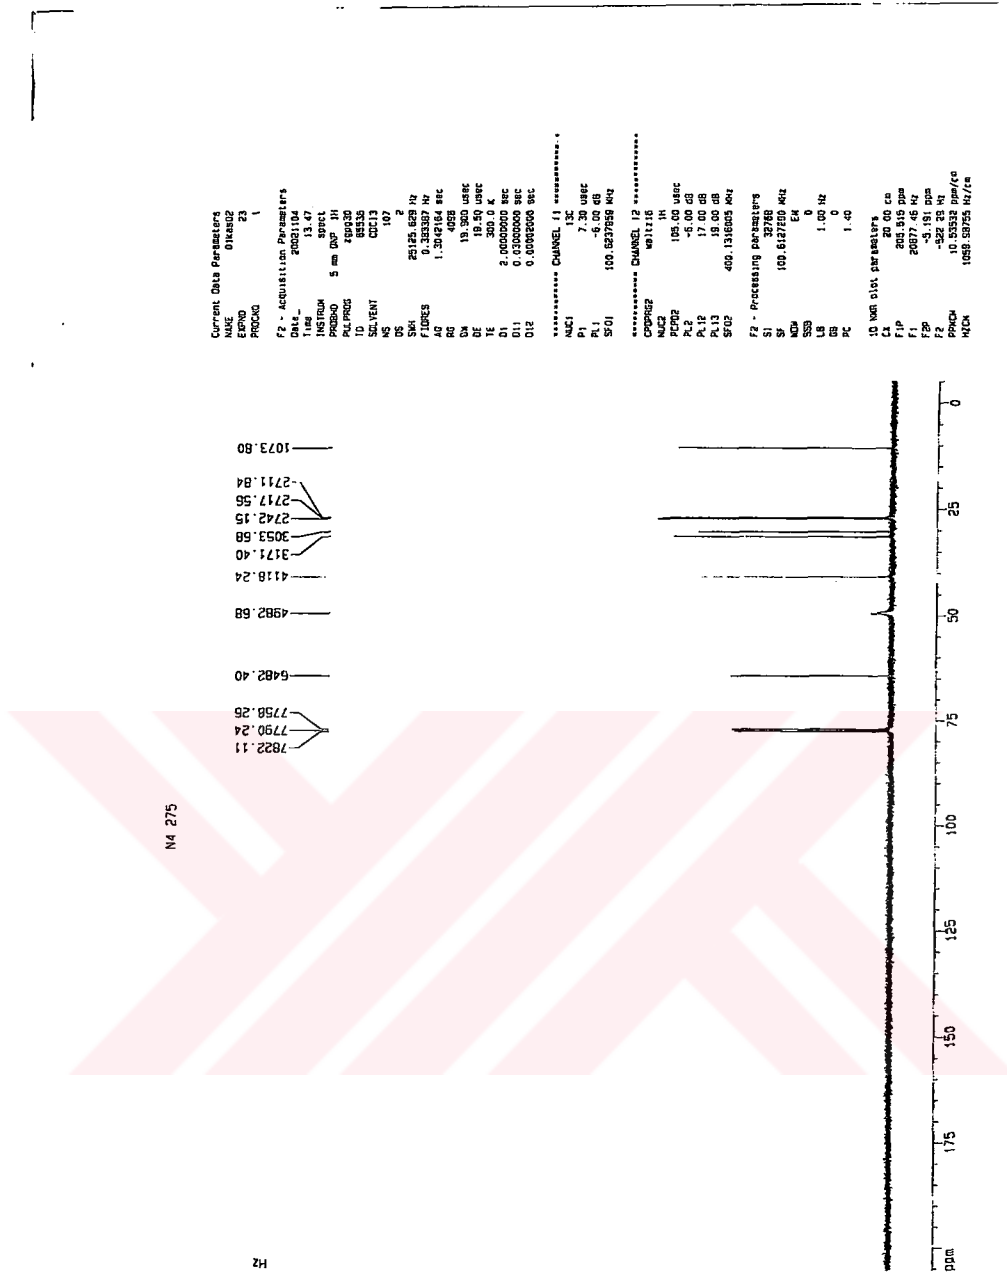 N4 275
Hz
7822.11
7790.24
7758.26
6482.40
4982.68
4118.24
3171.40
3053.68
2742.15
2717.56
2711.84
1073.80
Current Data Parameters
NAME 01KAS02
EXPNO 23
PROCNO 1
F2 - Acquisition Parameters
Date_ 20021104
Time 13.47
INSTRUM spect
PROBHD 5 mm DNP 1H
PULPROG zgpg30
TD 65536
SOLVENT CDCl3
NS 107
DS 2
SWH 25125.629 Hz
FIDRES 0.383387 Hz
AQ 1.3042164 sec
RG 4096
DW 19.900 usec
DE
TE 300.0 K
D1 2.00000000 sec
D11 0.03000000 sec
D12 0.00002000 sec
CHANNEL f1
NUC1 13C
P1 7.30 usec
PL1 -6.00 dB
SFO1 100.6237959 MHz
CHANNEL f2
CPDPRG2 waltz16
NUC2 1H
PCPD2 105.00 usec
PL2 -6.00 dB
PL12 17.00 dB
PL13 19.00 dB
SFO2 400.1316005 MHz
F2 - Processing parameters
SI 32768
SF MHz
WDW EM
SSB 0
LB 1.00 Hz
GB 0
PC 1.40
1D NMR plot parameters
CX 20.00 cm
F1P 205.515 ppm
F1 20677.46 Hz
F2P -5.191 ppm
F2 -522.29 Hz
PPMCM 10.53532 ppm/cm
HZCM 1059.98755 Hz/cm
ppm 175 150 125 100 75 50 25 0